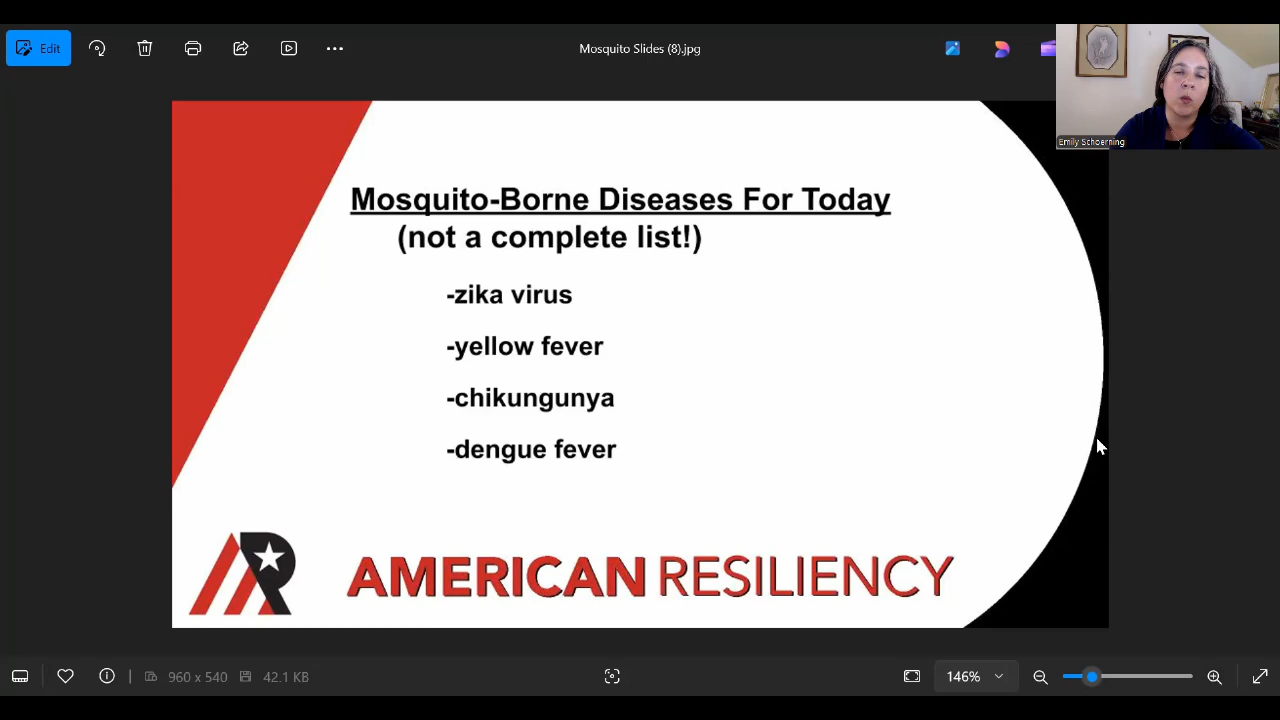 Edit
Mosquito Slides (8).jpg
Emily Schoerning
Mosquito-Borne Diseases For Today
(not a complete list!)
-zika virus
-yellow fever
-chikungunya
-dengue fever
AMERICAN RESILIENCY
960 x 540
42.1 KB
146%